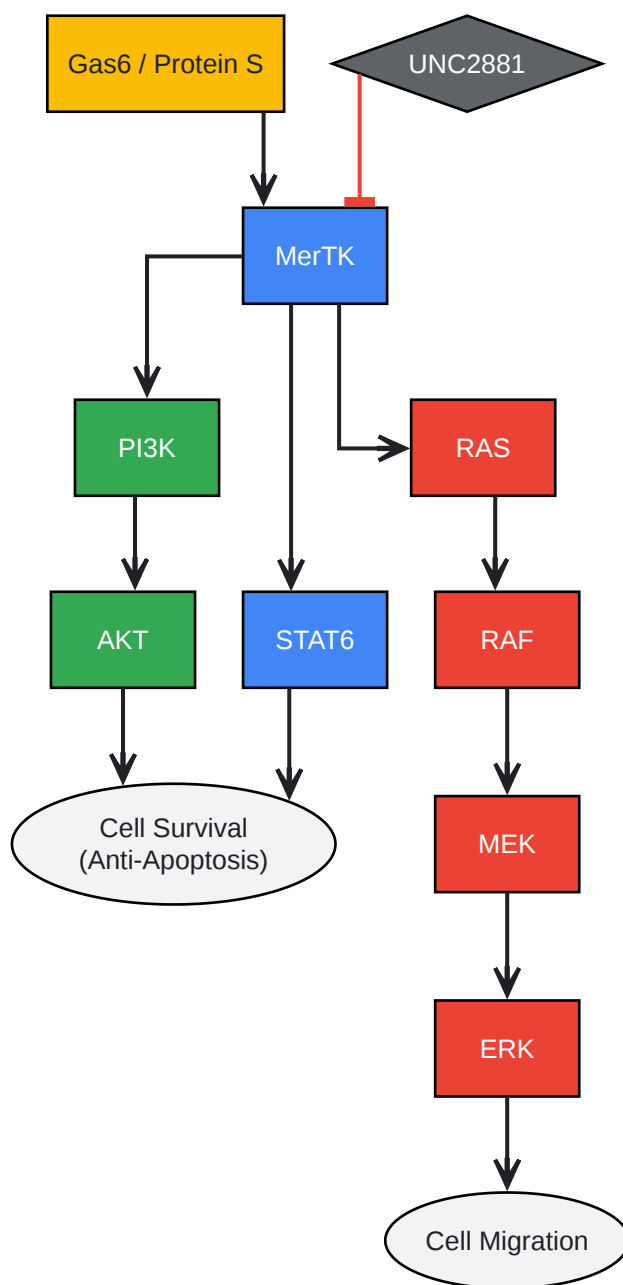 Gas6 / Protein S
UNC2881
MerTK
PI3K
RAS
AKT
STAT6
RAF
Cell Survival
(Anti-Apoptosis)
MEK
ERK
Cell Migration